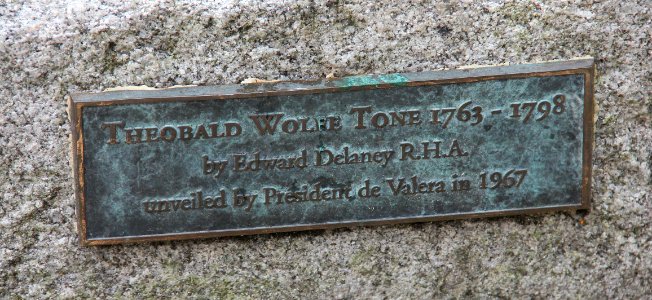 THEOBALD WOLFE TONE 1763 - 1798
by Edward Delaney R.H.A.
unveiled by President de Valera in 1967